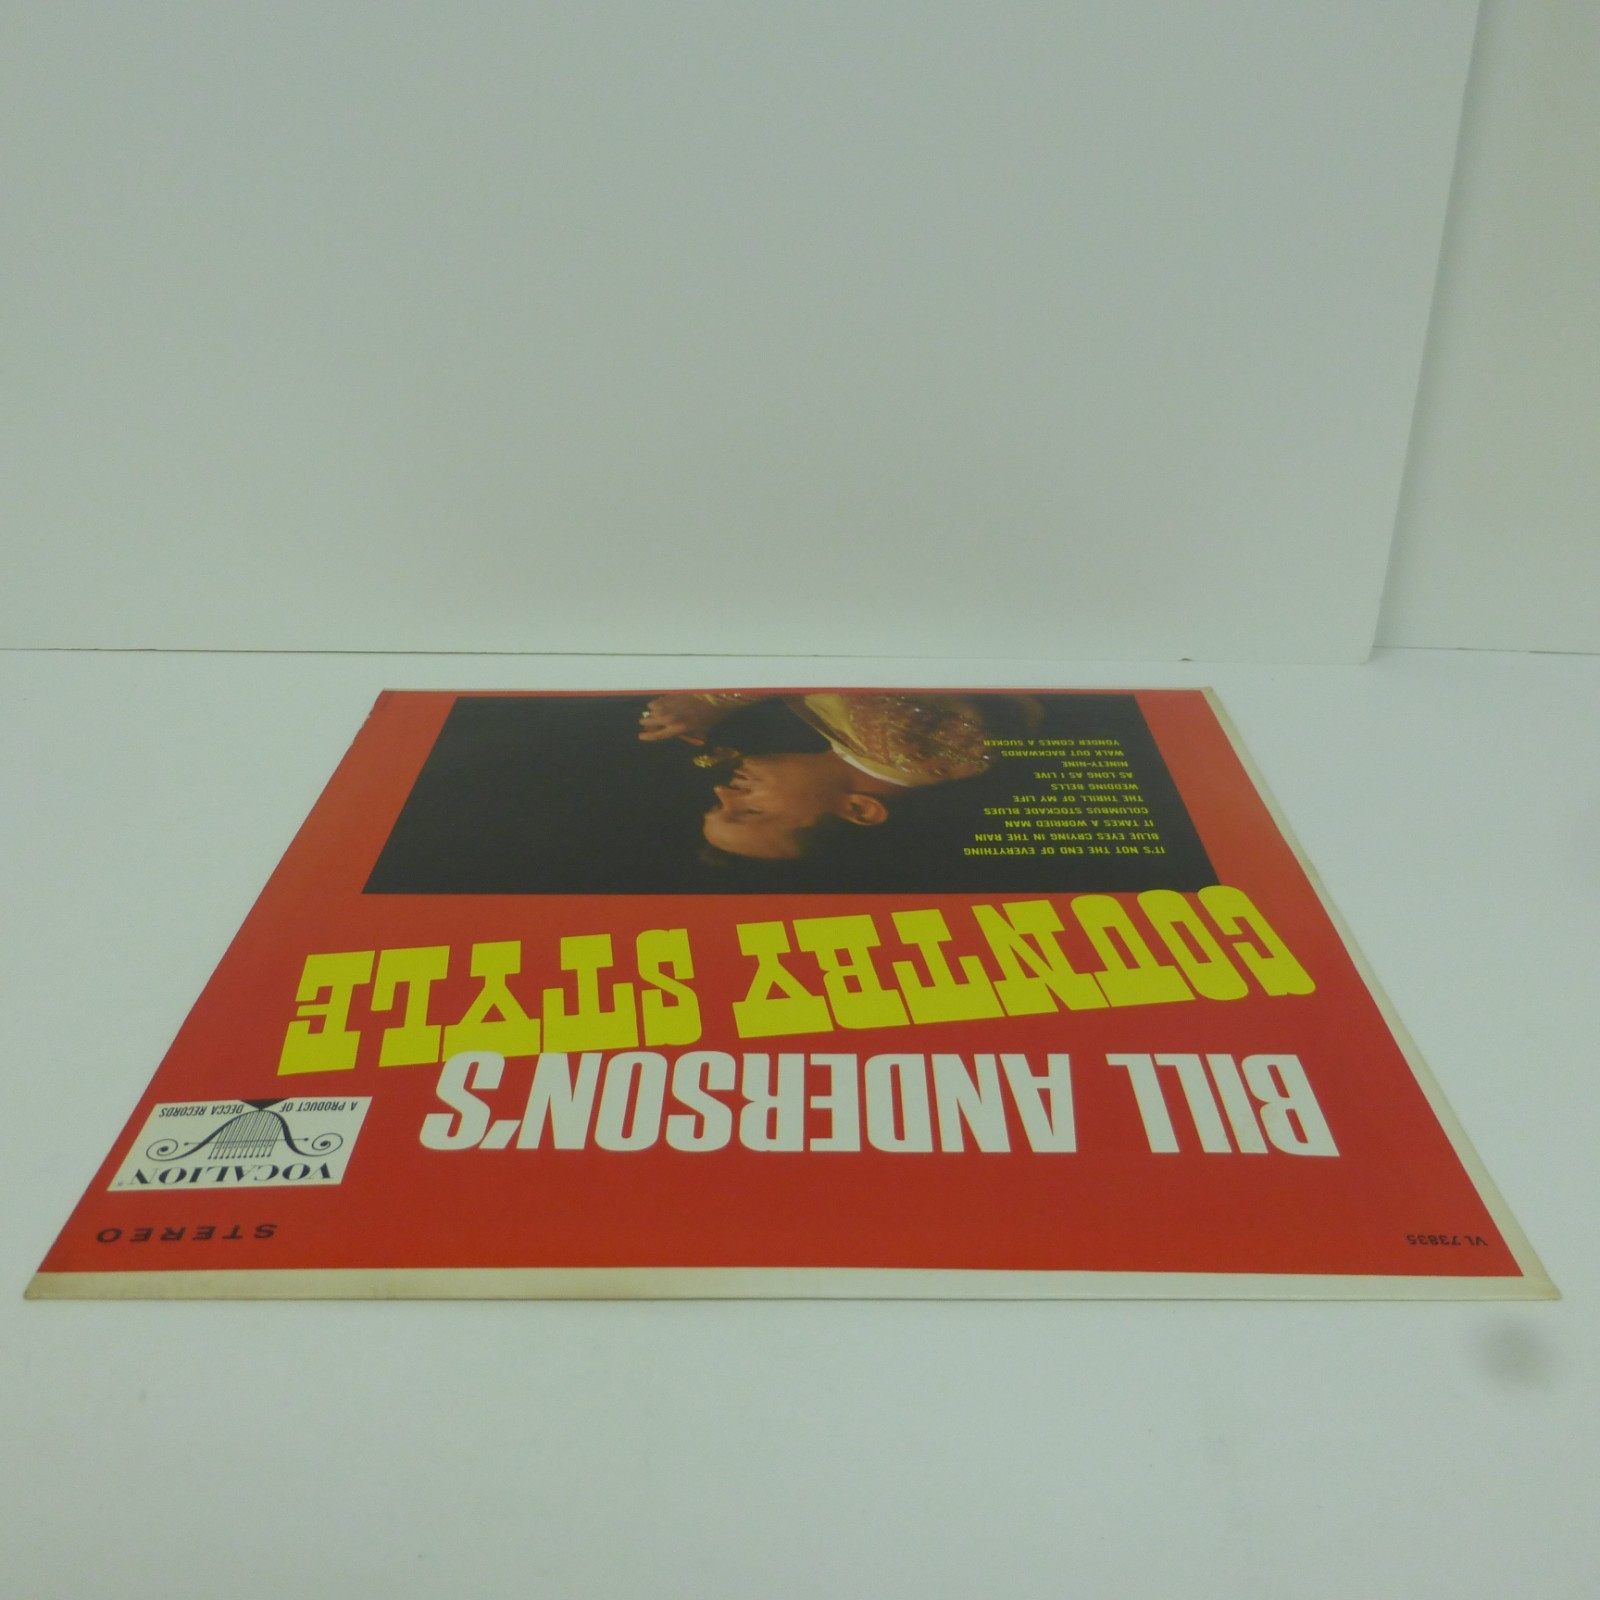 VL 73835
STEREO
VOCALION®
A PRODUCT OF DECCA RECORDS
BILL ANDERSON'S
COUNTRY STYLE
IT'S NOT THE END OF EVERYTHING
BLUE EYES CRYING IN THE RAIN
IT TAKES A WORRIED MAN
COLUMBUS STOCKADE BLUES
THE THRILL OF MY LIFE
WEDDING BELLS
AS LONG AS I LIVE
NINETY-NINE
WALK OUT BACKWARDS
YONDER COMES A SUCKER